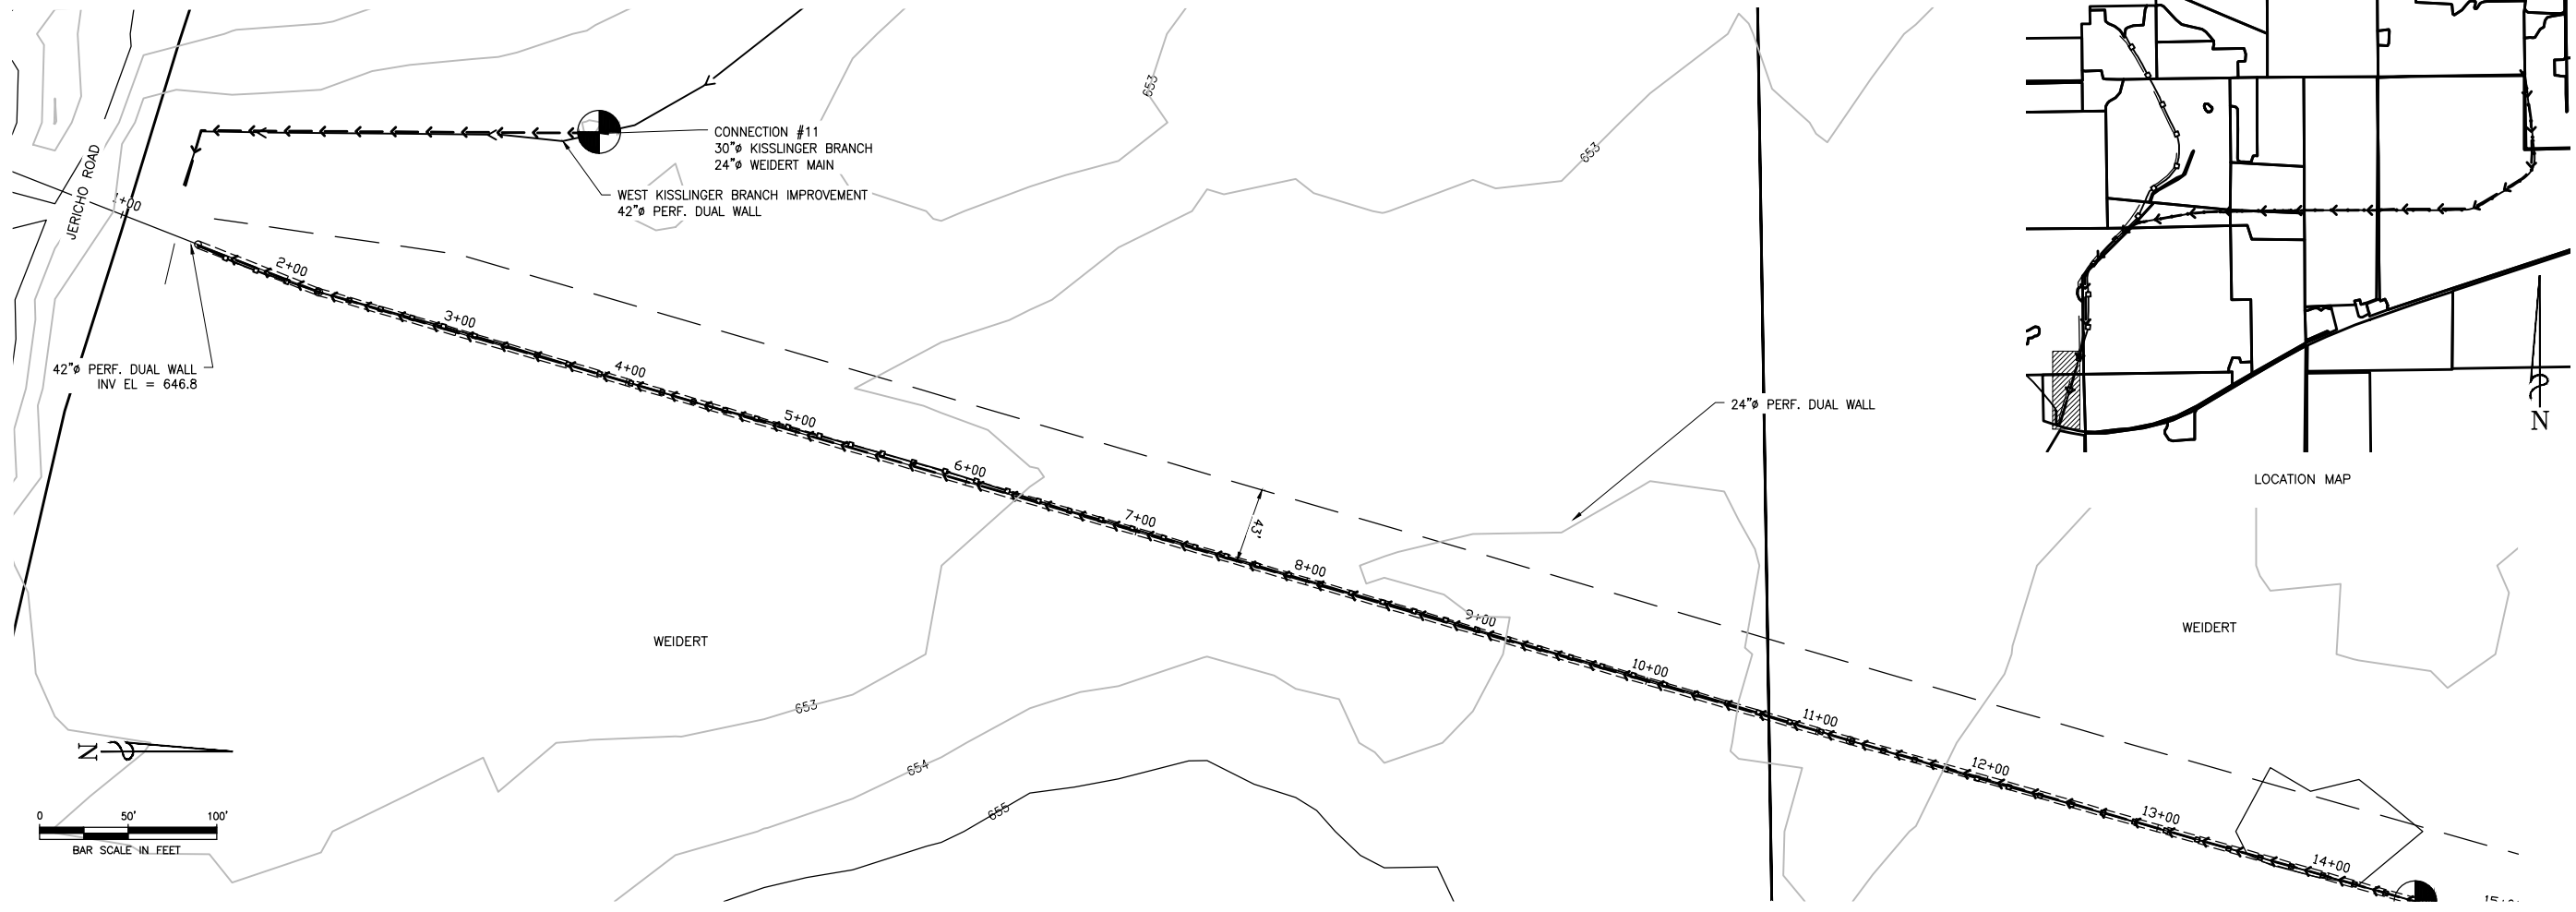 653
653
CONNECTION #11
30"ø KISSLINGER BRANCH
24"ø WEIDERT MAIN
WEST KISSLINGER BRANCH IMPROVEMENT
42"ø PERF. DUAL WALL
JERICHO ROAD
1+00
2+00
3+00
4+00
5+00
6+00
7+00
8+00
9+00
10+00
11+00
12+00
13+00
14+00
42"ø PERF. DUAL WALL
INV EL = 646.8
24"ø PERF. DUAL WALL
43'
N
LOCATION MAP
WEIDERT
WEIDERT
653
654
655
N
0 50' 100'
BAR SCALE IN FEET